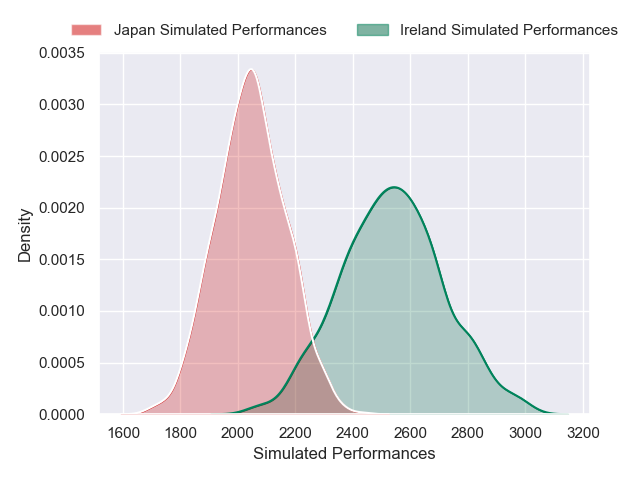 Japan Simulated Performances Ireland Simulated Performances
0.0035
0.0030
0.0025
0.0020
0.0015
0.0010
0.0005
0.0000
Density
1600 1800 2000 2200 2400 2600 2800 3000 3200
Simulated Performances